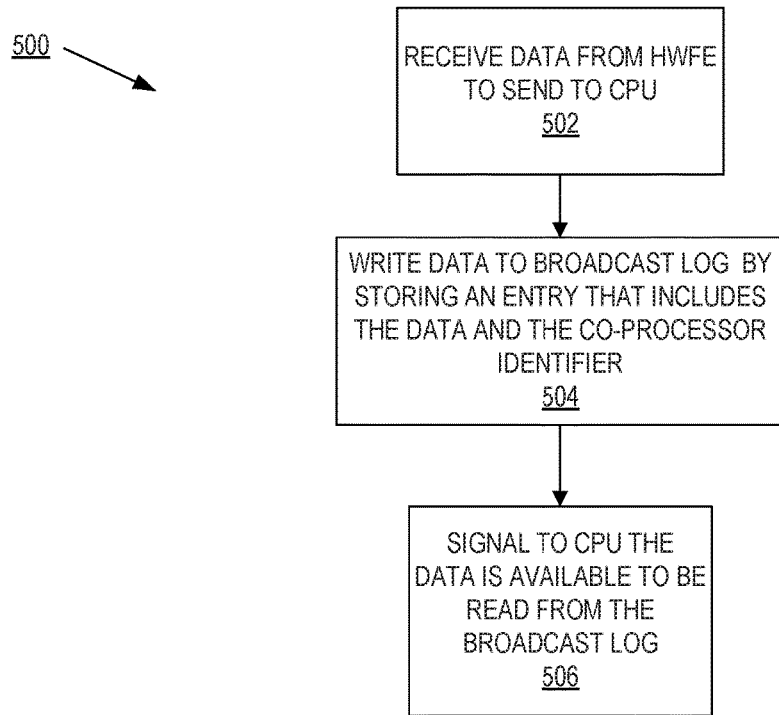 500
RECEIVE DATA FROM HWFE
TO SEND TO CPU
502
WRITE DATA TO BROADCAST LOG BY
STORING AN ENTRY THAT INCLUDES
THE DATA AND THE CO-PROCESSOR
IDENTIFIER
504
SIGNAL TO CPU THE
DATA IS AVAILABLE TO BE
READ FROM THE
BROADCAST LOG
506